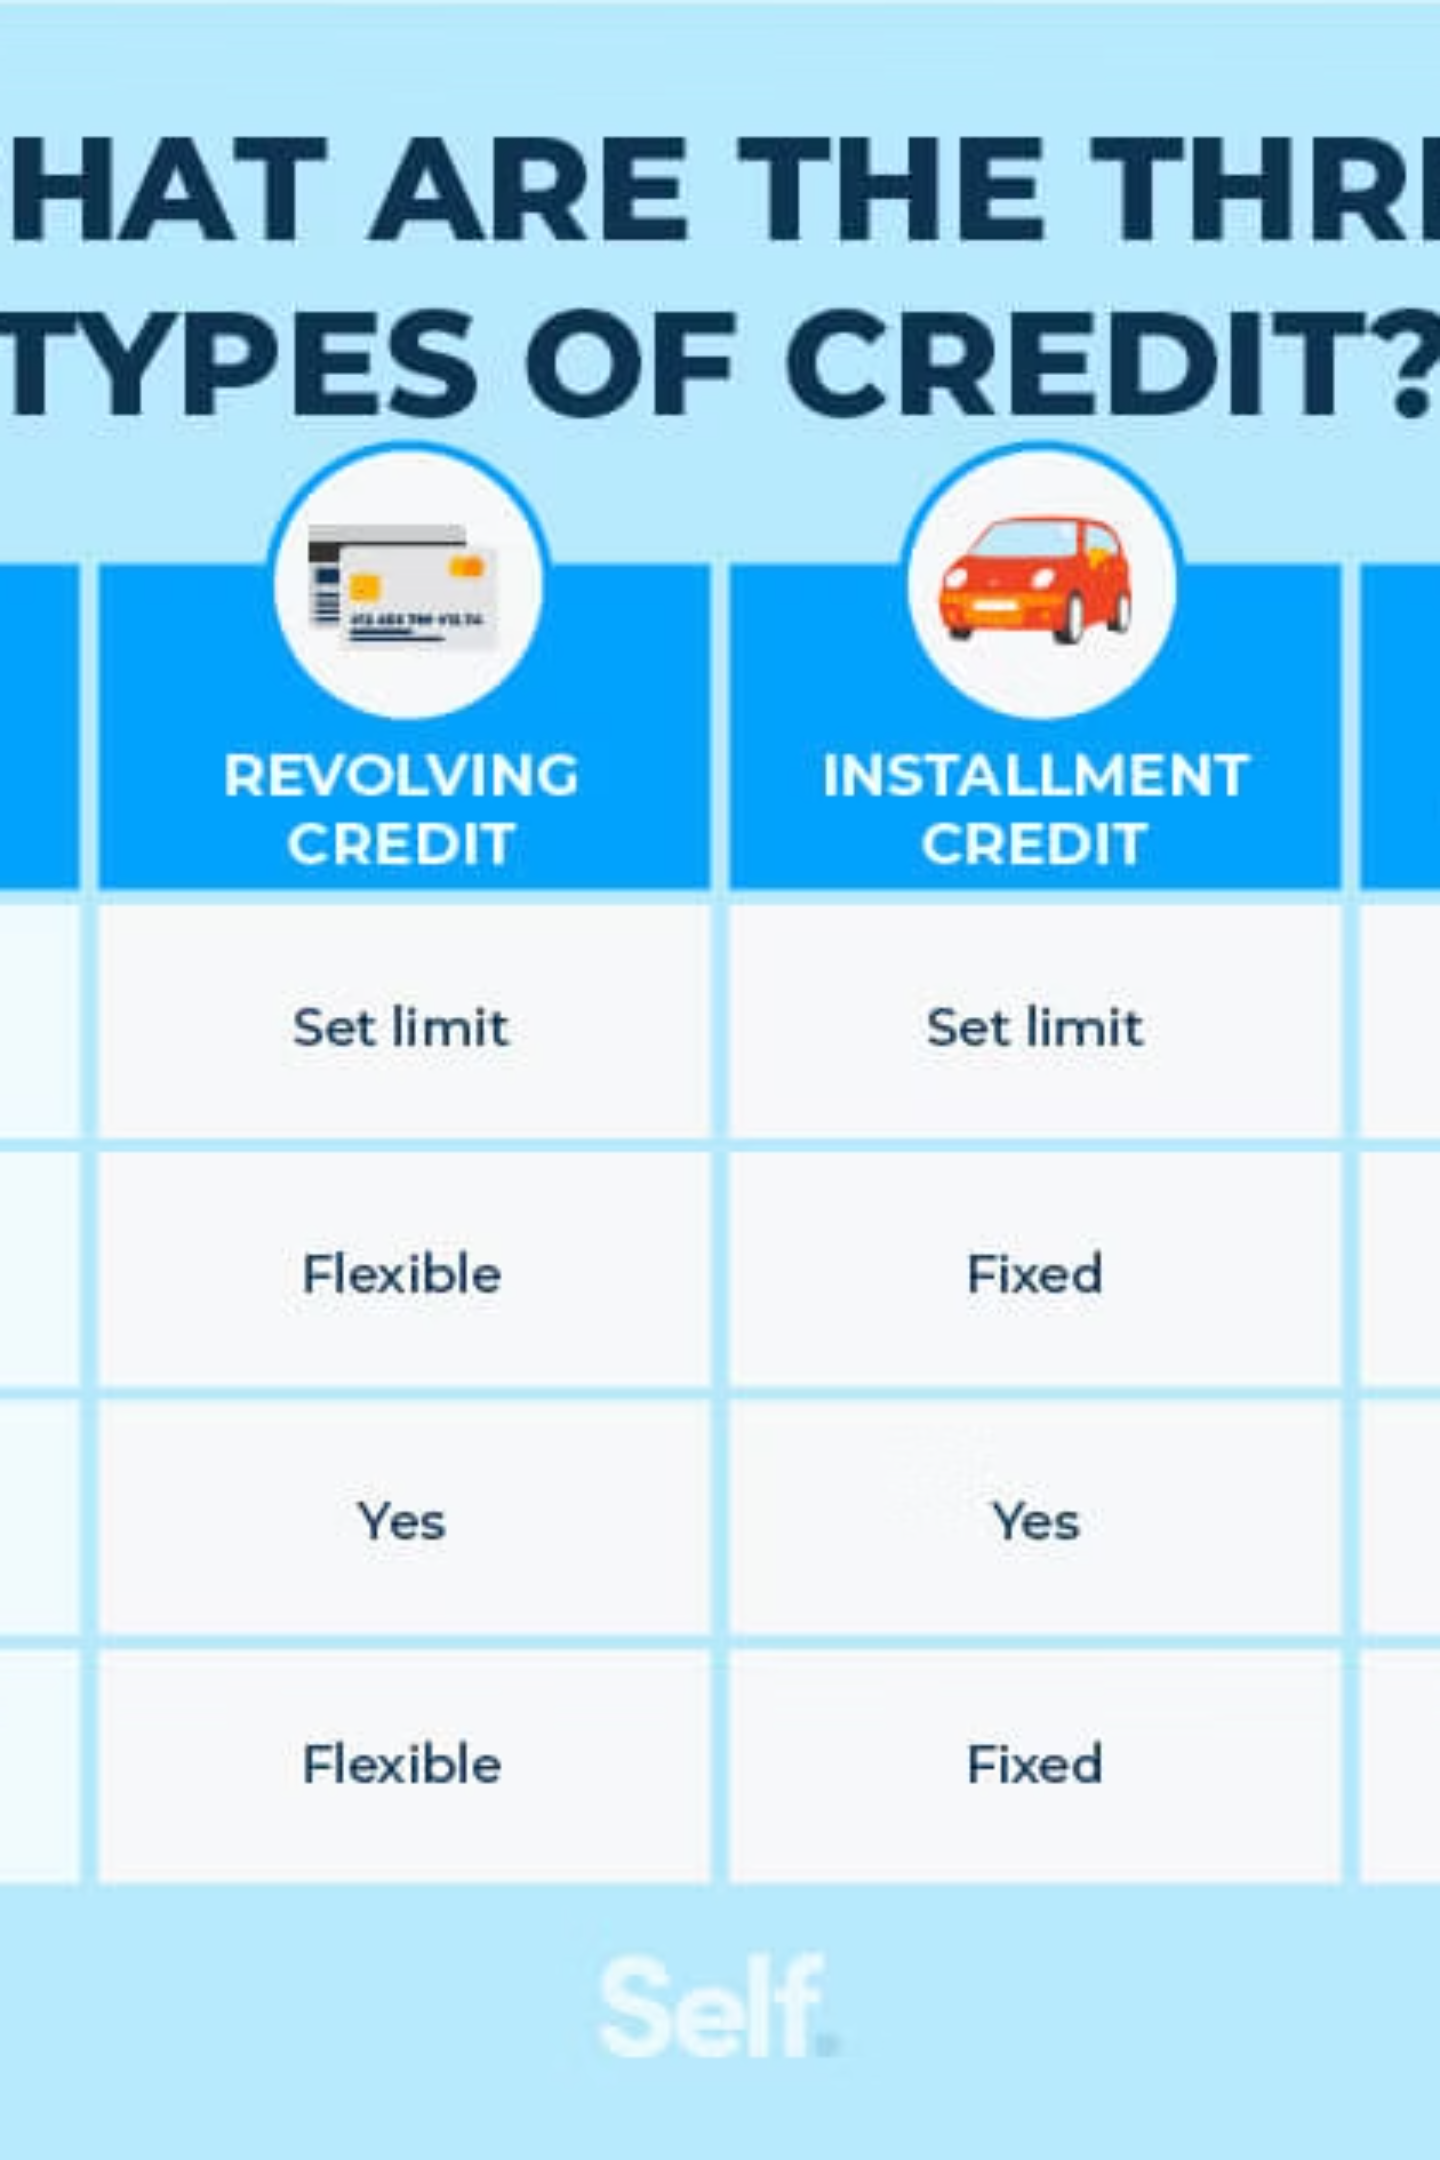 HAT ARE THE THR
TYPES OF CREDIT?
REVOLVING
CREDIT
INSTALLMENT
CREDIT
Set limit
Set limit
Flexible
Fixed
Yes
Yes
Flexible
Fixed
Self.